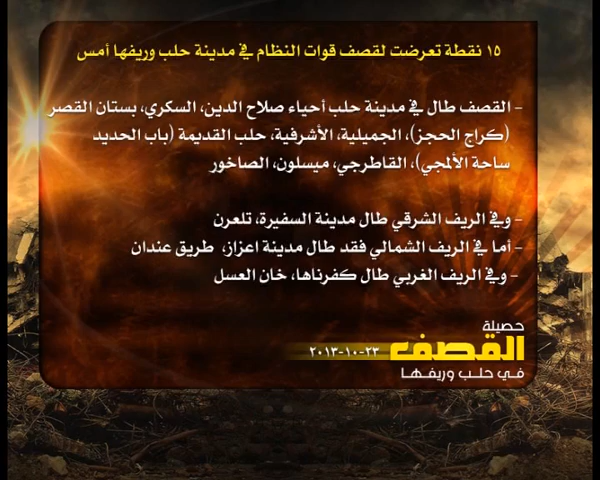 ١٥ نقطة تعرضت لقصف قوات النظام في مدينة حلب وريفها أمس
- القصف طال في مدينة حلب أحياء صلاح الدين، السكري، بستان القصر
(كراج الحجز)، الجميلية، الأشرفية، حلب القديمة (باب الحديد
ساحة الألمجي)، القاطرجي، ميسلون، الصاخور
- وفي الريف الشرقي طال مدينة السفيرة، تلعرن
- أما في الريف الشمالي فقد طال مدينة اعزاز، طريق عندان
- وفي الريف الغربي طال كفرناها، خان العسل
حصيلة
القصف ٢٣-١٠-٢٠١٣
في حلب وريفها